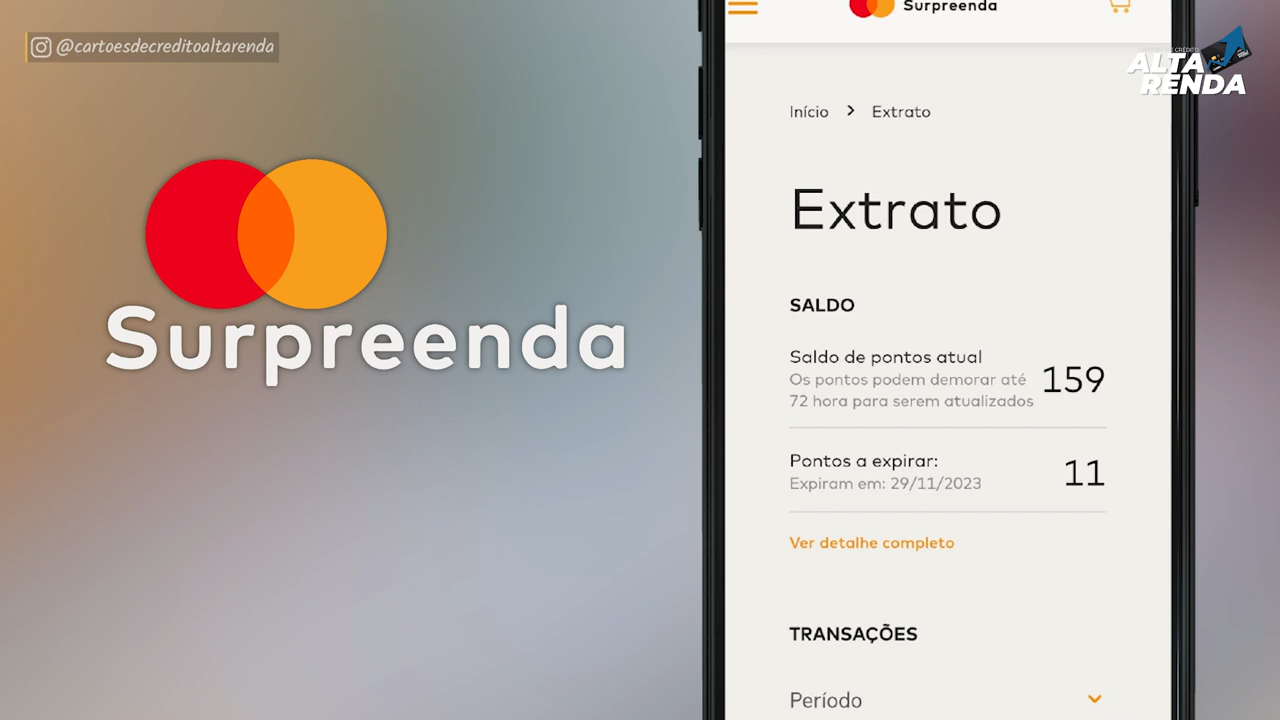 @cartoesdecreditoaltarenda
Surpreenda
Surpreenda
CRÉDITO
ALTA
RENDA
Início > Extrato
Extrato
SALDO
Saldo de pontos atual
Os pontos podem demorar até
72 hora para serem atualizados
159
Pontos a expirar:
Expiram em: 29/11/2023
11
Ver detalhe completo
TRANSAÇÕES
Período